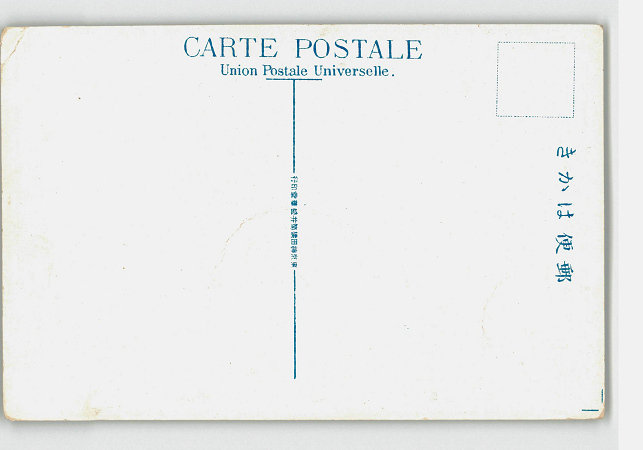 CARTE POSTALE
Union Postale Universelle.
きかは便郵